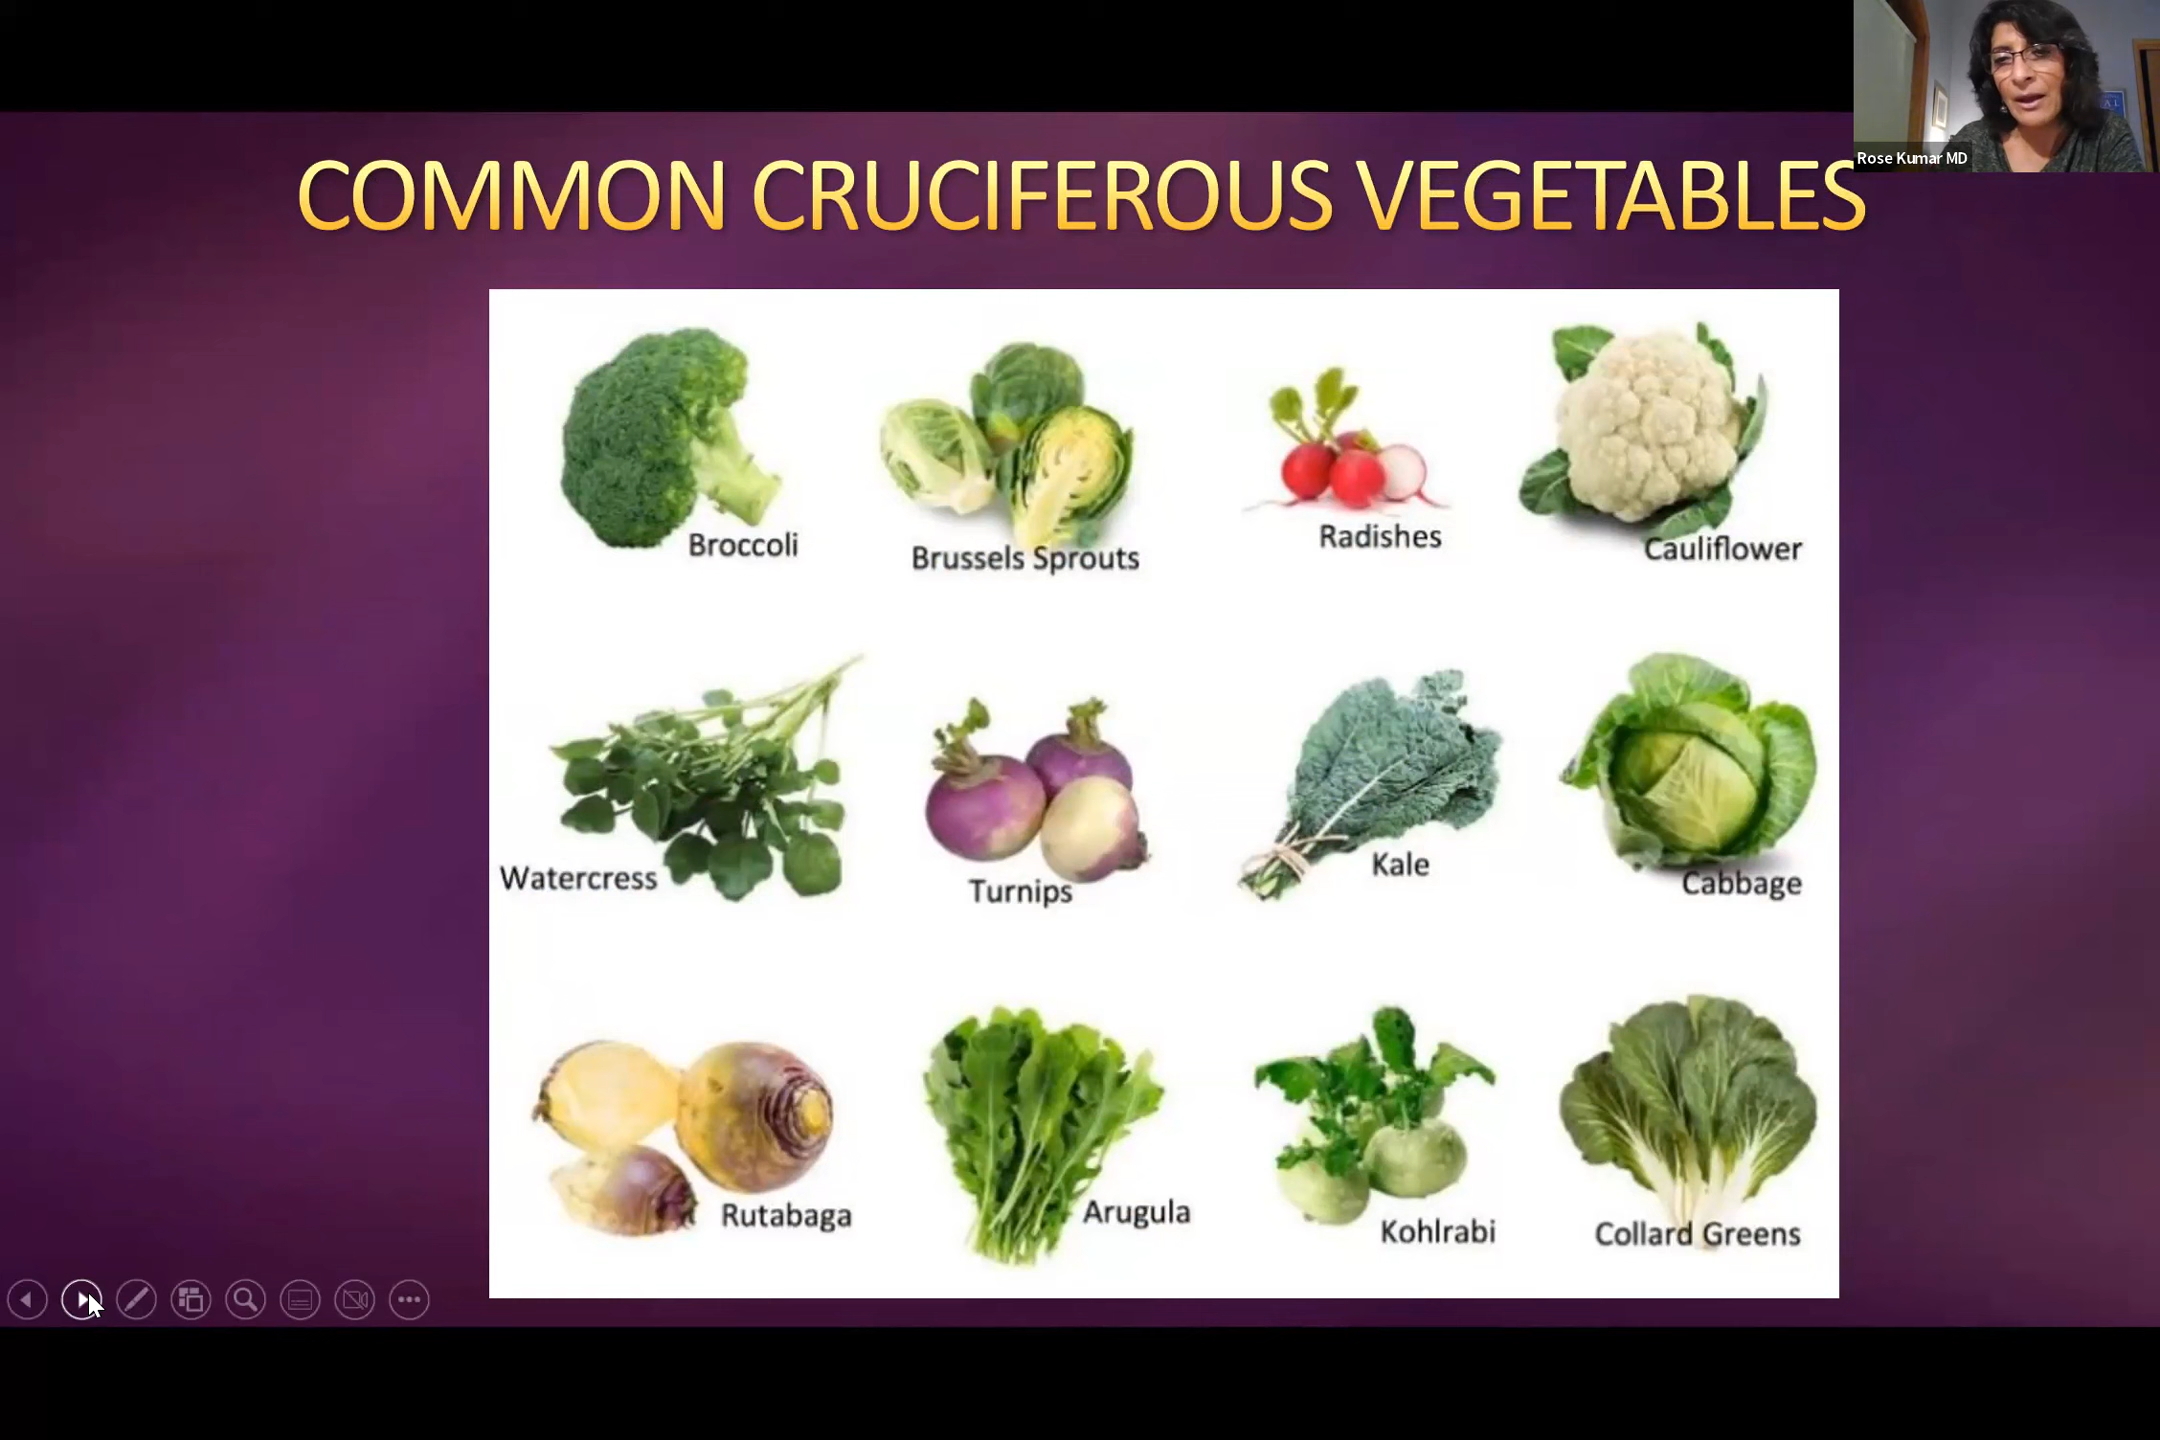 Rose Kumar MD
COMMON CRUCIFEROUS VEGETABLES
Broccoli
Brussels Sprouts
Radishes
Cauliflower
Watercress
Turnips
Kale
Cabbage
Rutabaga
Arugula
Kohlrabi
Collard Greens